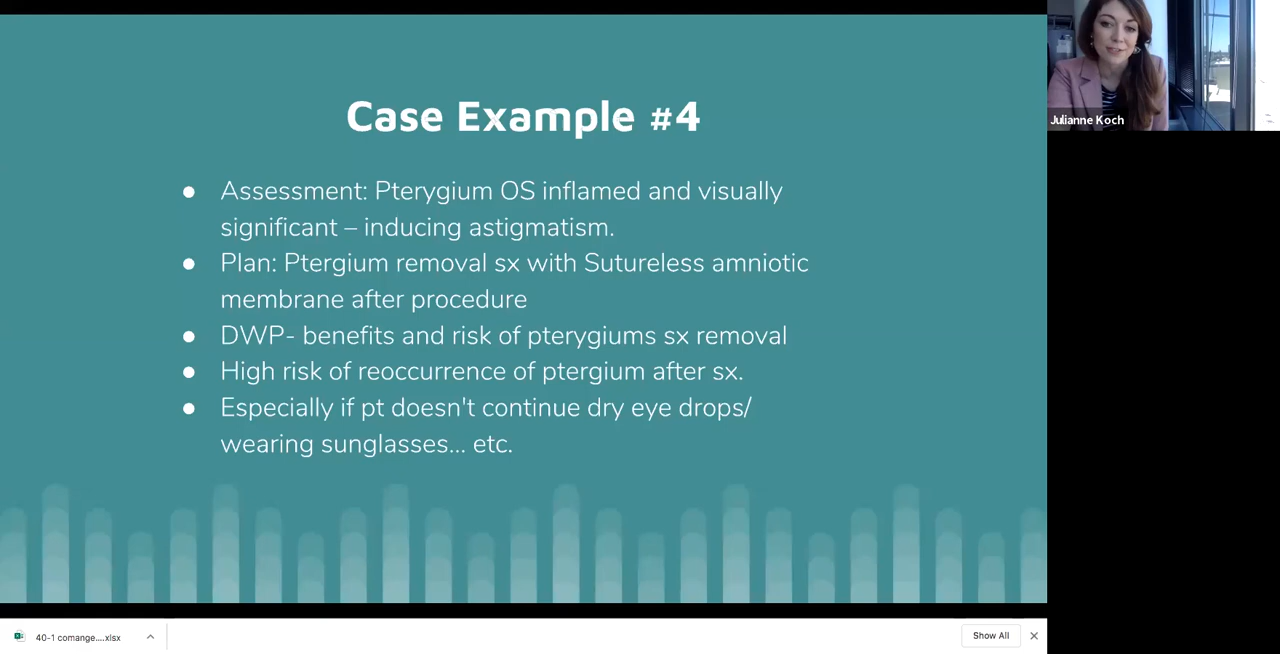 Case Example #4
● Assessment: Pterygium OS inflamed and visually
significant – inducing astigmatism.
● Plan: Ptergium removal sx with Sutureless amniotic
membrane after procedure
● DWP- benefits and risk of pterygiums sx removal
● High risk of reoccurrence of ptergium after sx.
● Especially if pt doesn't continue dry eye drops/
wearing sunglasses... etc.
Julianne Koch
40-1 comange....xlsx
Show All